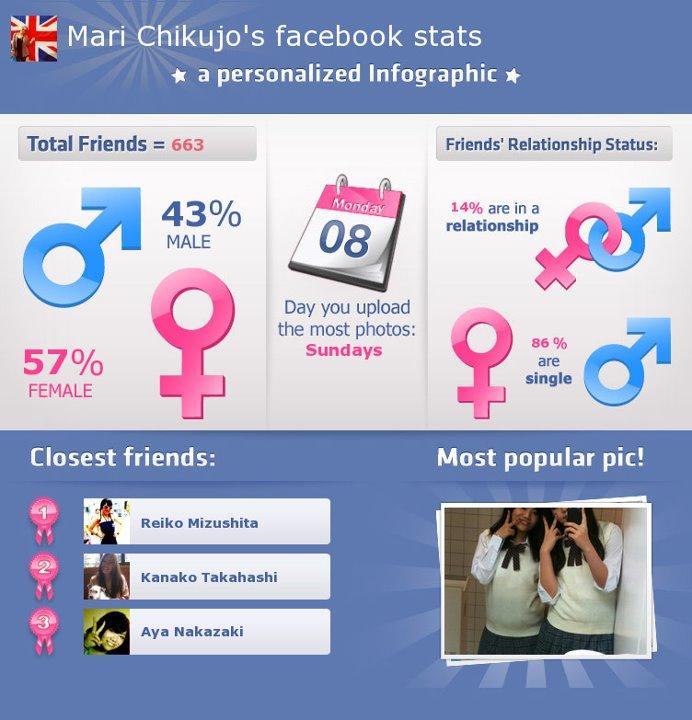 Mari Chikujo's facebook stats
a personalized Infographic
Total Friends = 663
43%
MALE
57%
FEMALE
Monday
08
Day you upload
the most photos:
Sundays
Friends' Relationship Status:
14% are in a
relationship
86 %
are
single
Closest friends:
1
Reiko Mizushita
2
Kanako Takahashi
3
Aya Nakazaki
Most popular pic!